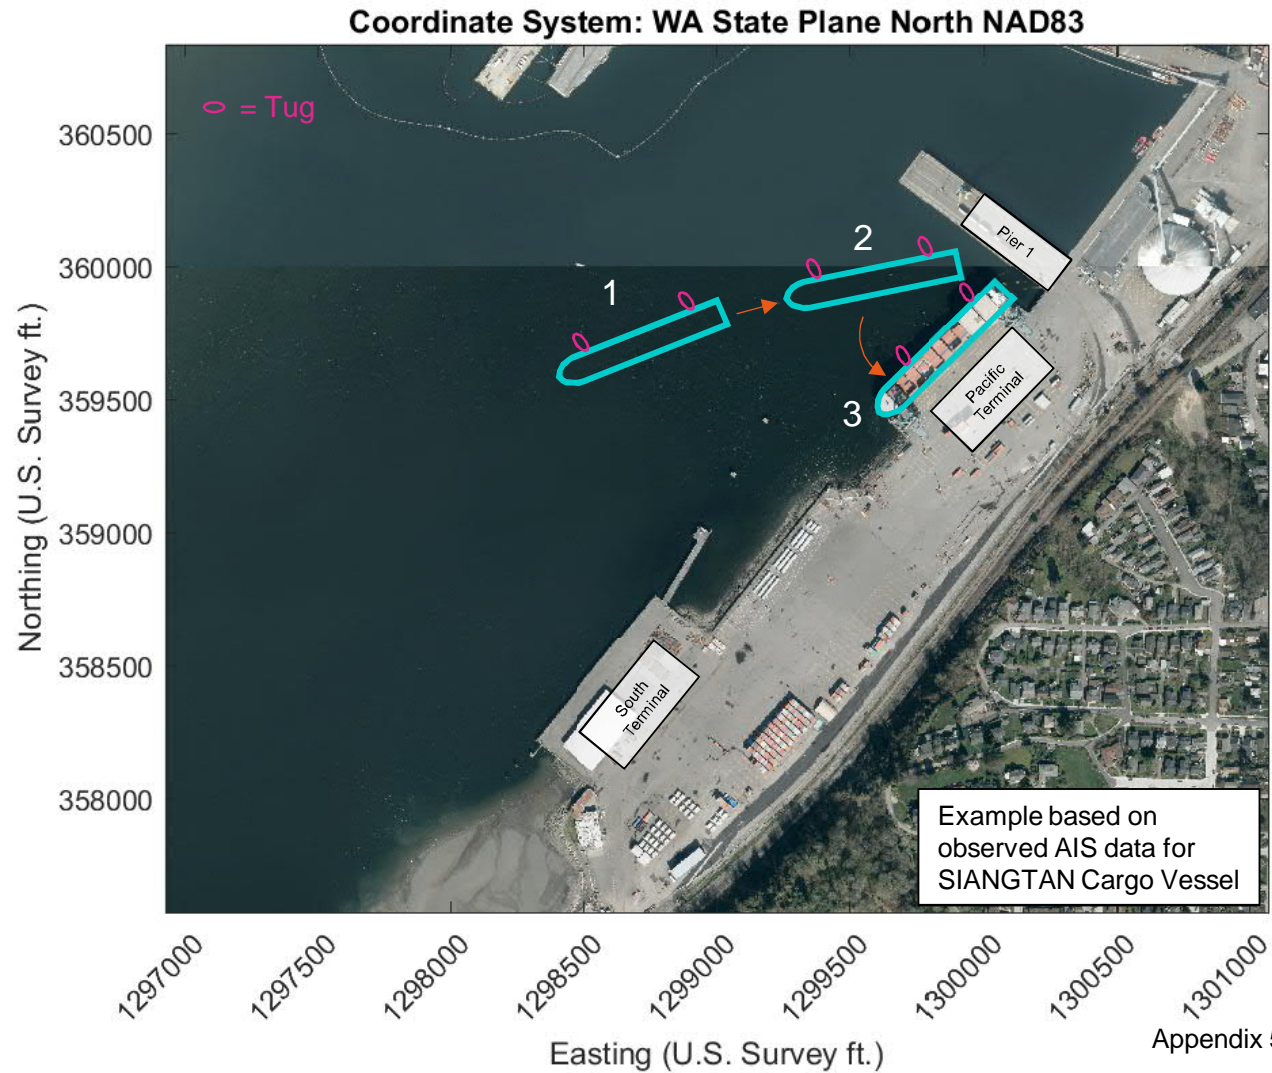 Coordinate System: WA State Plane North NAD83
= Tug
360500
360000
359500
359000
358500
358000
Northing (U.S. Survey ft.)
1
2
3
Pier 1
Pacific
Terminal
South
Terminal
Example based on
observed AIS data for
SIANGTAN Cargo Vessel
1297000
1297500
1298000
1298500
1299000
1299500
1300000
1300500
1301000
Easting (U.S. Survey ft.)
Appendix 5